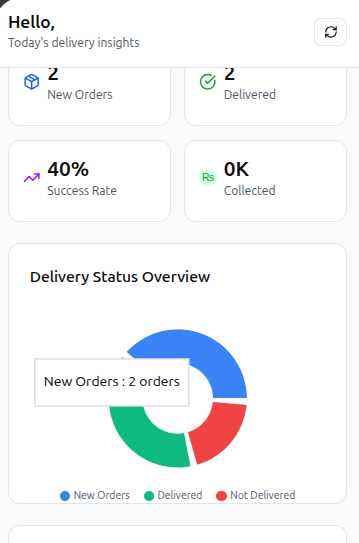 Hello,
Today's delivery insights
2
New Orders
2
Delivered
40%
Success Rate
Rs
0K
Collected
Delivery Status Overview
New Orders : 2 orders
New Orders
Delivered
Not Delivered